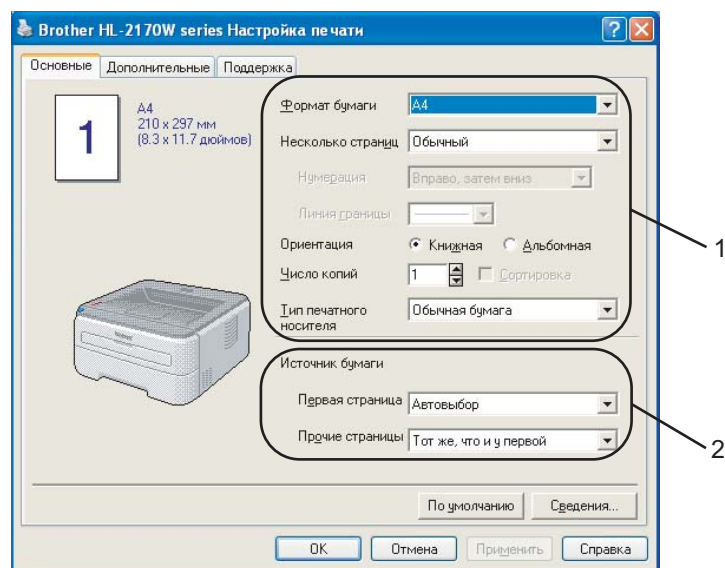 Brother HL-2170W series Настройка печати
Основные Дополнительные Поддержка
1
A4
210 x 297 мм
(8.3 x 11.7 дюймов)
Формат бумаги A4
Несколько страниц Обычный
Нумерация Вправо, затем вниз
Линия границы
Ориентация Книжная Альбомная
Число копий 1 Сортировка
Тип печатного носителя Обычная бумага
1
Источник бумаги
Первая страница Автовыбор
Прочие страницы Тот же, что и у первой
2
По умолчанию Сведения...
OK Отмена Применить Справка